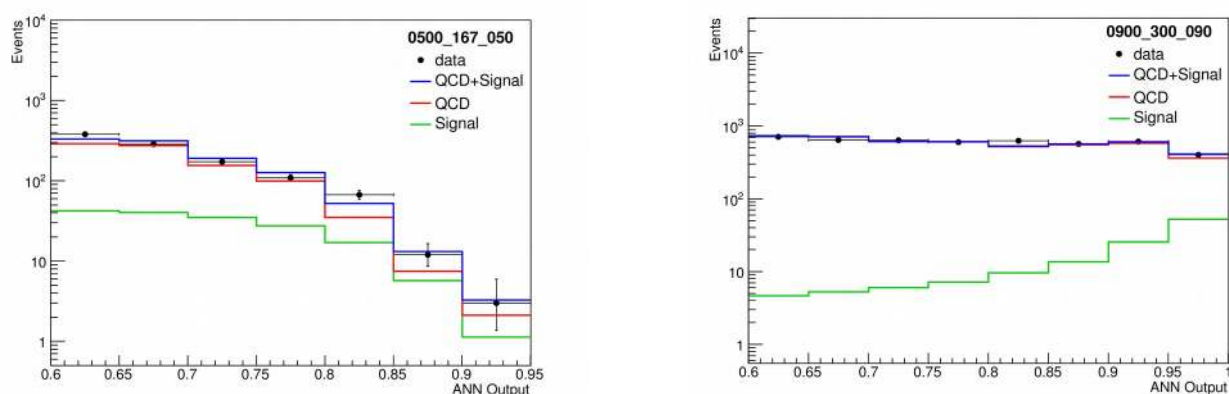 Events
10⁴
10³
10²
10
1
0500_167_050
data
QCD+Signal
QCD
Signal
0.6 0.65 0.7 0.75 0.8 0.85 0.9 0.95
ANN Output
Events
10⁴
10³
10²
10
1
0900_300_090
data
QCD+Signal
QCD
Signal
0.6 0.65 0.7 0.75 0.8 0.85 0.9 0.95 1
ANN Output